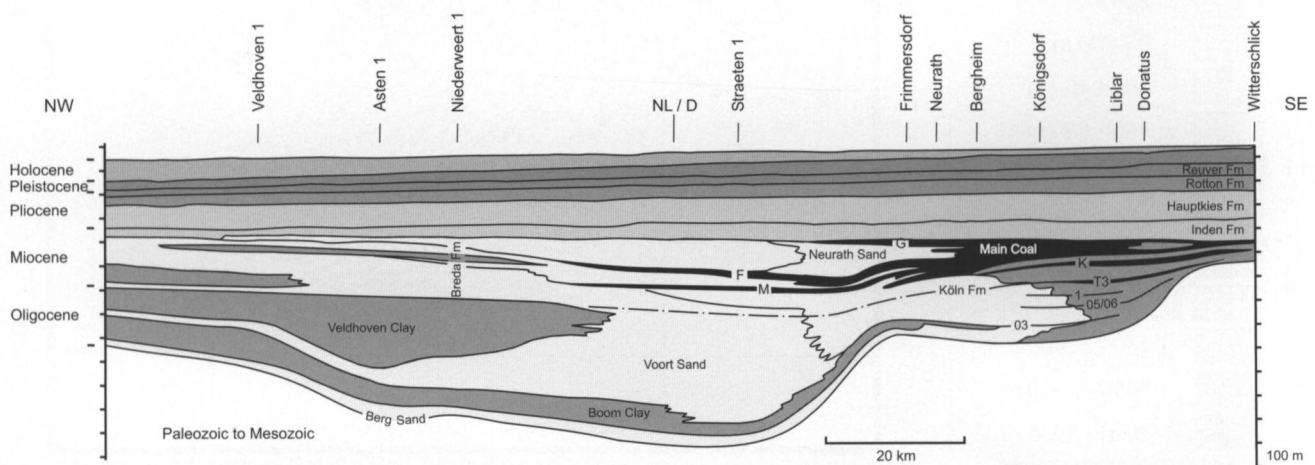 NW
Veldhoven 1
Asten 1
Niederweert 1
NL / D
Straeten 1
Frimmersdorf
Neurath
Bergheim
Königsdorf
Liblar
Donatus
Witterschlick
SE
Holocene
Pleistocene
Pliocene
Miocene
Oligocene
Reuver Fm
Rotton Fm
Hauptkies Fm
Inden Fm
Breda Fm
Neurath Sand
G
Main Coal
K
F
M
T3
Köln Fm
1
05/06
03
Veldhoven Clay
Voort Sand
Boom Clay
Berg Sand
Paleozoic to Mesozoic
20 km
100 m